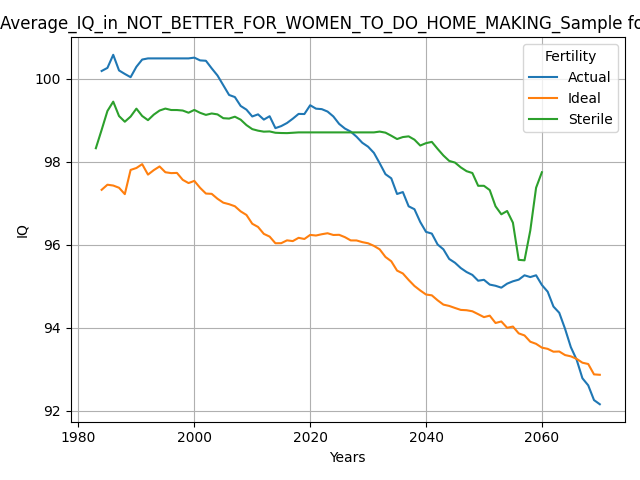 Average_IQ_in_NOT_BETTER_FOR_WOMEN_TO_DO_HOME_MAKING_Sample fo
Fertility
Actual
Ideal
Sterile
IQ
100
98
96
94
92
1980
2000
2020
2040
2060
Years